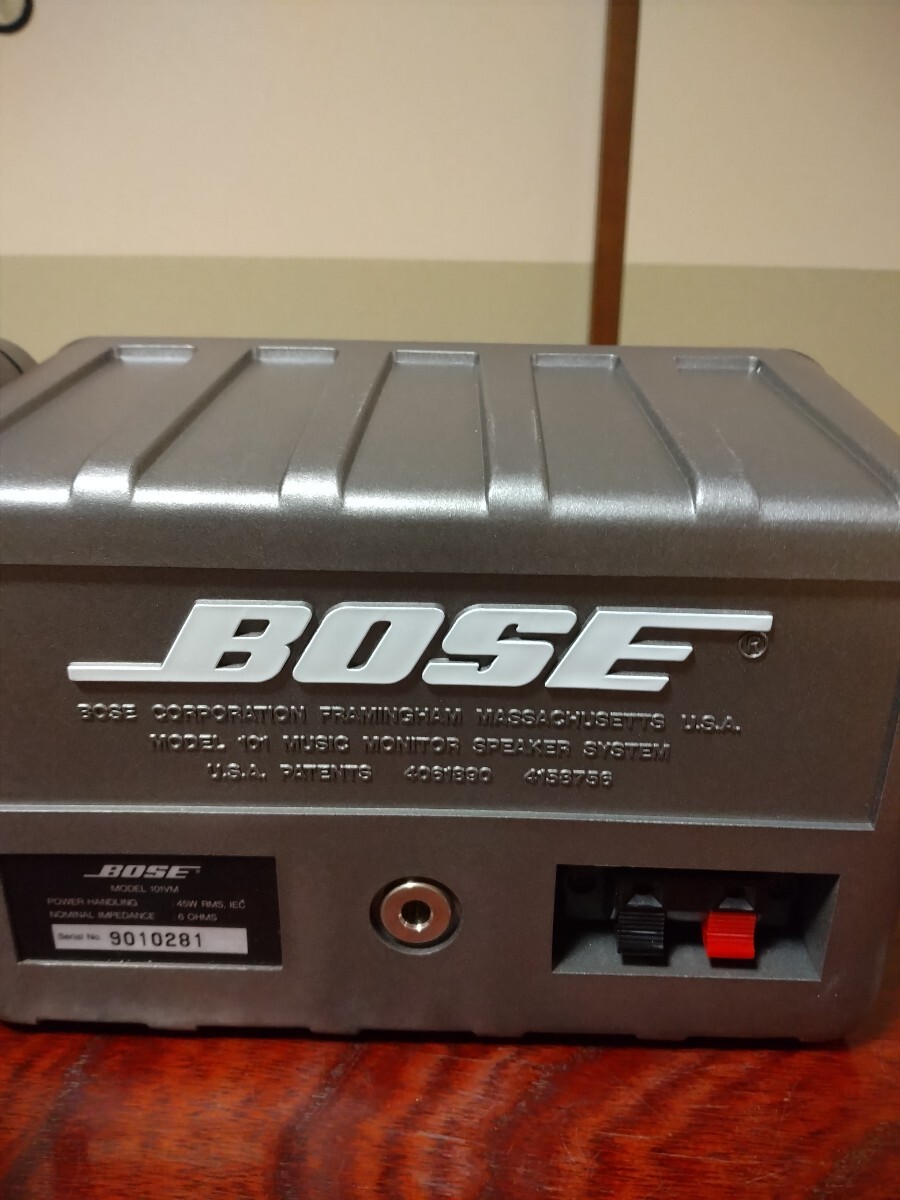 BOSE®
BOSE CORPORATION FRAMINGHAM MASSACHUSETTS U.S.A.
MODEL 101 MUSIC MONITOR SPEAKER SYSTEM
U.S.A. PATENTS 4061890 4158756
BOSE
MODEL 101VM
POWER HANDLING : 45W RMS, IEC
NOMINAL IMPEDANCE : 6 OHMS
Serial No. 9010281